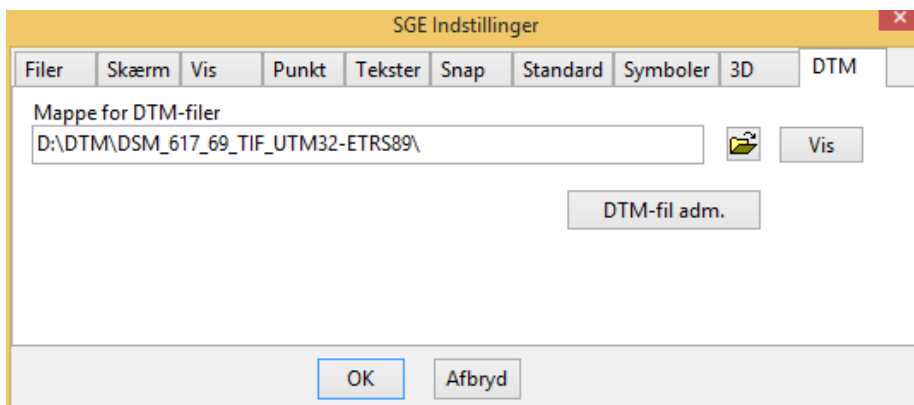 SGE Indstillinger
Filer Skærm Vis Punkt Tekster Snap Standard Symboler 3D DTM
Mappe for DTM-filer
D:\DTM\DSM_617_69_TIF_UTM32-ETRS89\ Vis
DTM-fil adm.
OK Afbryd